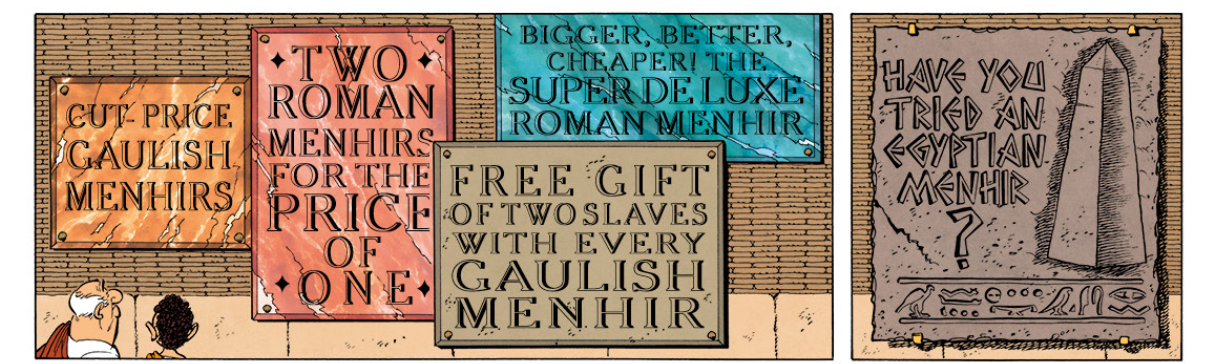 CUT-PRICE
GAULISH
MENHIRS
TWO
ROMAN
MENHIRS
FOR THE
PRICE
OF
ONE
BIGGER, BETTER,
CHEAPER! THE
SUPER DE LUXE
ROMAN MENHIR
FREE GIFT
OF TWO SLAVES
WITH EVERY
GAULISH
MENHIR
HAVE YOU
TRIED AN
EGYPTIAN
MENHIR
?